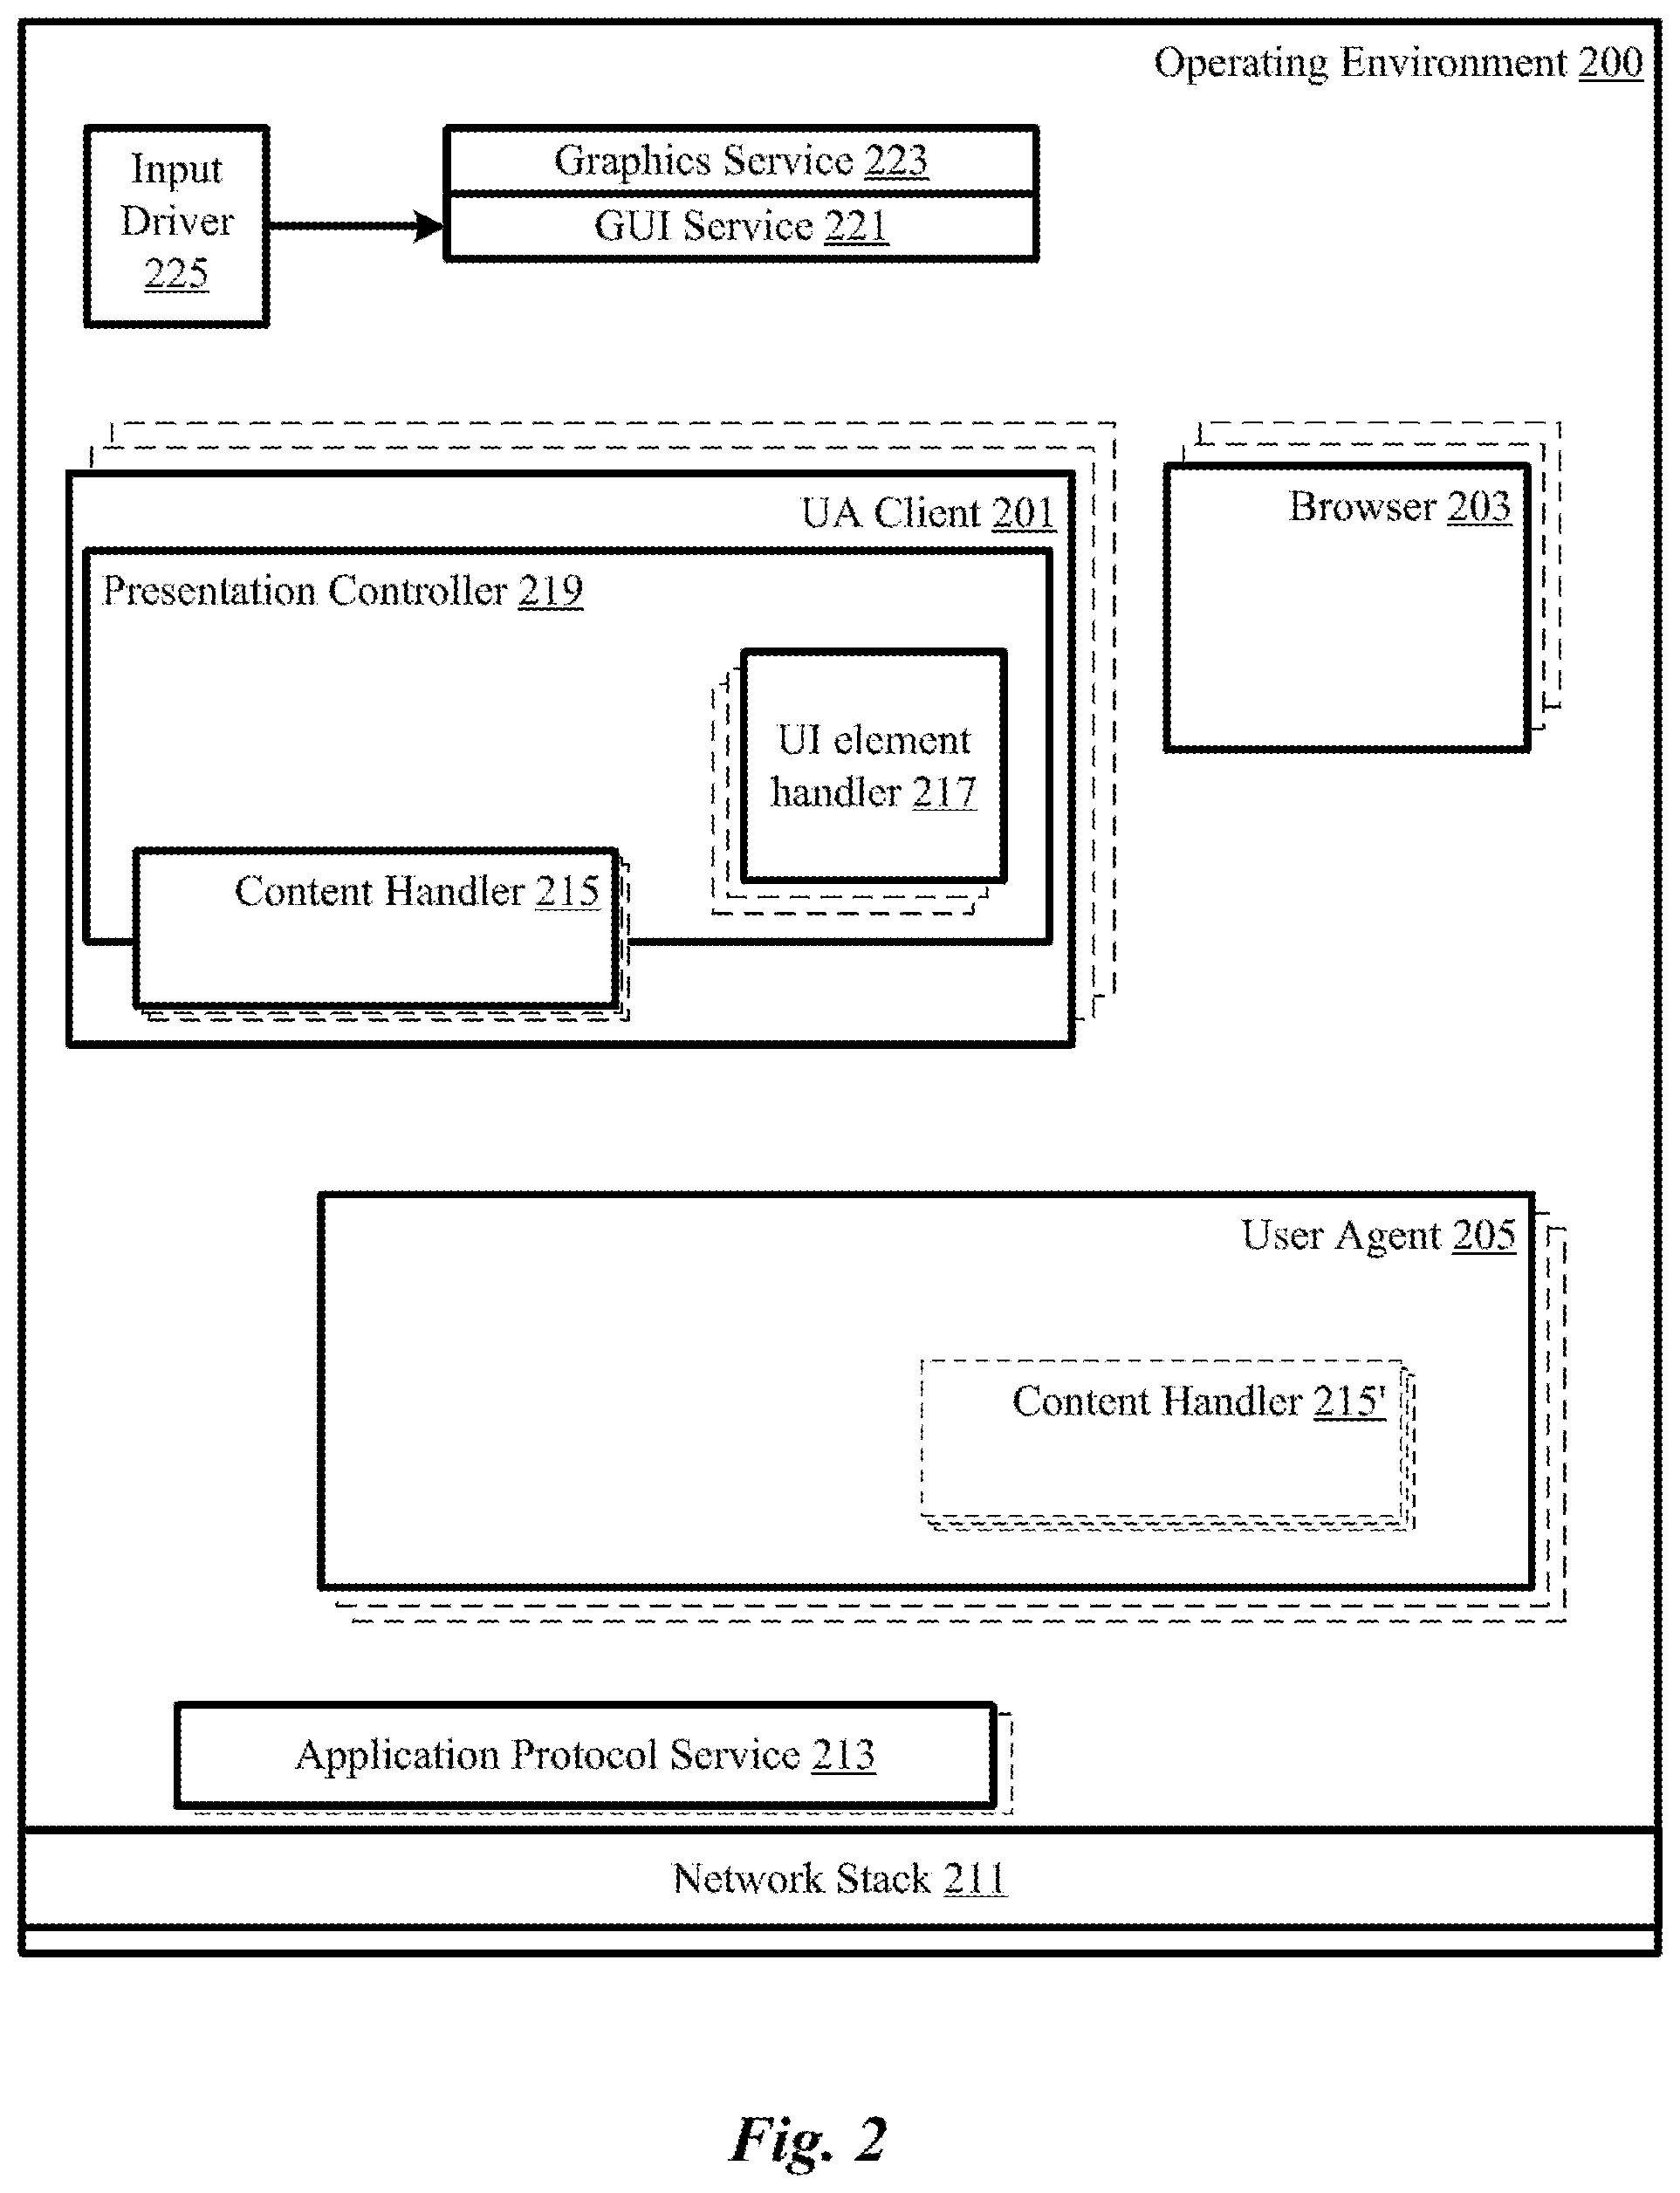 Operating Environment 200
Input
Driver
225
Graphics Service 223
GUI Service 221
UA Client 201
Browser 203
Presentation Controller 219
UI element
handler 217
Content Handler 215
User Agent 205
Content Handler 215'
Application Protocol Service 213
Network Stack 211
Fig. 2